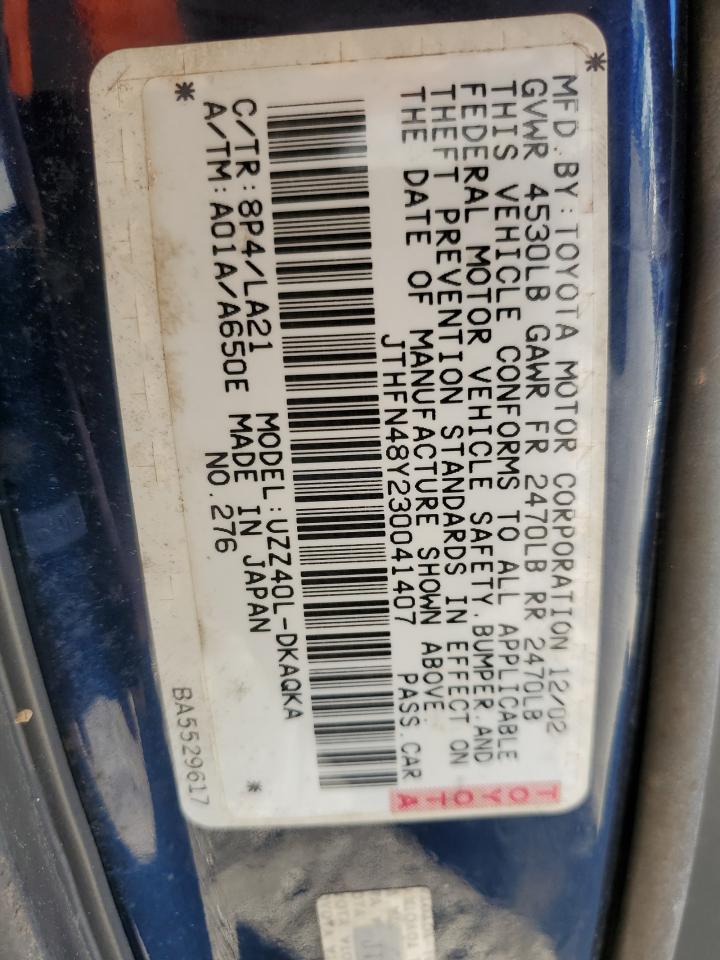 MFD.BY:TOYOTA MOTOR CORPORATION 12/02
GVWR 4530LB GAWR FR 2470LB RR 2470LB
THIS VEHICLE CONFORMS TO ALL APPLICABLE
FEDERAL MOTOR VEHICLE SAFETY,BUMPER,AND
THEFT PREVENTION STANDARDS IN EFFECT ON
THE DATE OF MANUFACTURE SHOWN ABOVE.
JTHFN48Y230041407 PASS.CAR
TOYOTA
C/TR:8P4/LA21 MODEL:UZZ40L-DKAQKA
A/TM:A01A/A650E MADE IN JAPAN
NO.276
BA5529617